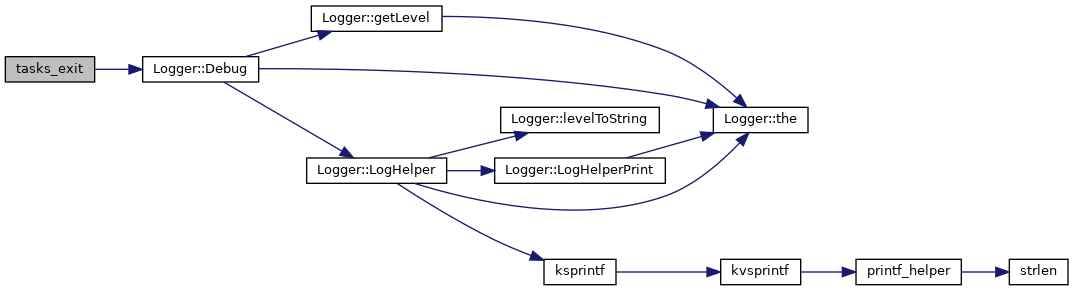 Logger::getLevel
tasks_exit
Logger::Debug
Logger::levelToString
Logger::the
Logger::LogHelper
Logger::LogHelperPrint
ksprintf
kvsprintf
printf_helper
strlen